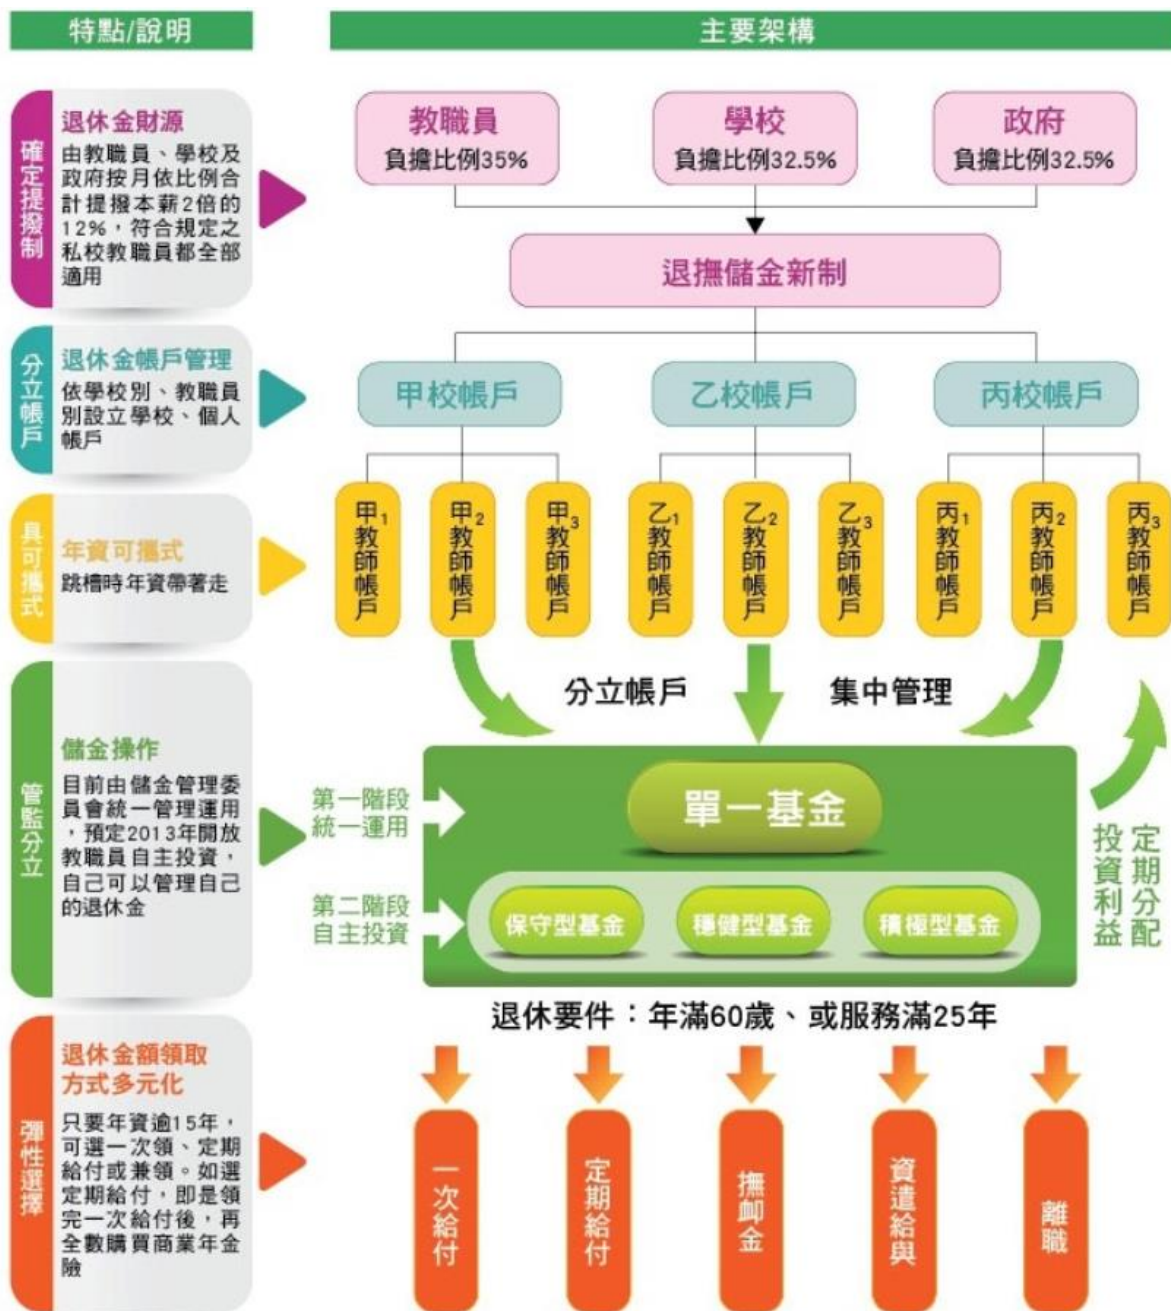 特點/說明
主要架構
確定提撥制
退休金財源
由教職員、學校及
政府按月依比例合
計提撥本薪2倍的
12%，符合規定之
私校教職員都全部
適用
教職員
負擔比例35%
學校
負擔比例32.5%
政府
負擔比例32.5%
退撫儲金新制
分立帳戶
退休金帳戶管理
依學校別、教職員
別設立學校、個人
帳戶
甲校帳戶
乙校帳戶
丙校帳戶
具可攜式
年資可攜式
跳槽時年資帶著走
甲1教師帳戶
甲2教師帳戶
甲3教師帳戶
乙1教師帳戶
乙2教師帳戶
乙3教師帳戶
丙1教師帳戶
丙2教師帳戶
丙3教師帳戶
分立帳戶
集中管理
管監分立
儲金操作
目前由儲金管理委
員會統一管理運用
，預定2013年開放
教職員自主投資，
自己可以管理自己
的退休金
第一階段
統一運用
單一基金
第二階段
自主投資
保守型基金
穩健型基金
積極型基金
定期分配
投資利益
退休要件：年滿60歲、或服務滿25年
彈性選擇
退休金額領取
方式多元化
只要年資逾15年，
可選一次領、定期
給付或兼領。如選
定期給付，即是領
完一次給付後，再
全數購買商業年金
險
一次給付
定期給付
撫卹金
資遣給與
離職